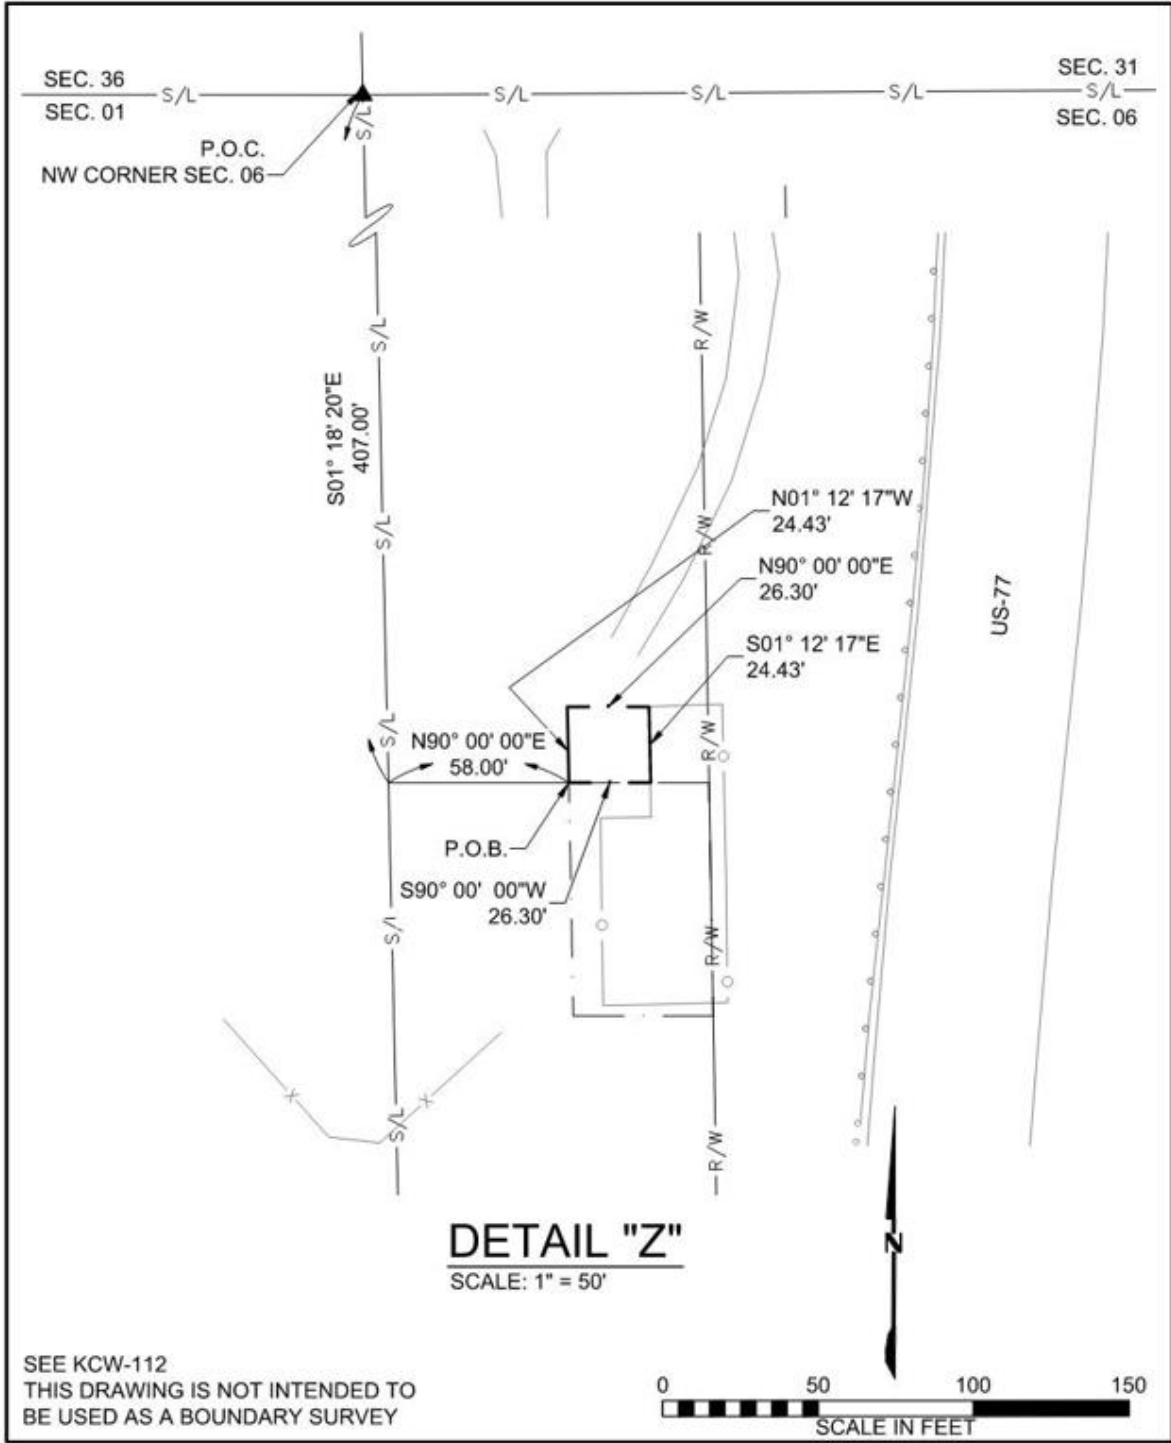 SEC. 36
SEC. 31
S/L
S/L
S/L
S/L
S/L
SEC. 01
SEC. 06
S/L
P.O.C.
NW CORNER SEC. 06
S/L
R/W
S01° 18' 20"E
407.00'
N01° 12' 17"W
24.43'
S/L
R/W
N90° 00' 00"E
26.30'
US-77
S01° 12' 17"E
24.43'
S/L
R/W
N90° 00' 00"E
58.00'
P.O.B.
S90° 00' 00"W
26.30'
S/L
R/W
S/L
R/W
DETAIL "Z"
SCALE: 1" = 50'
N
SEE KCW-112
THIS DRAWING IS NOT INTENDED TO
BE USED AS A BOUNDARY SURVEY
0 50 100 150
SCALE IN FEET